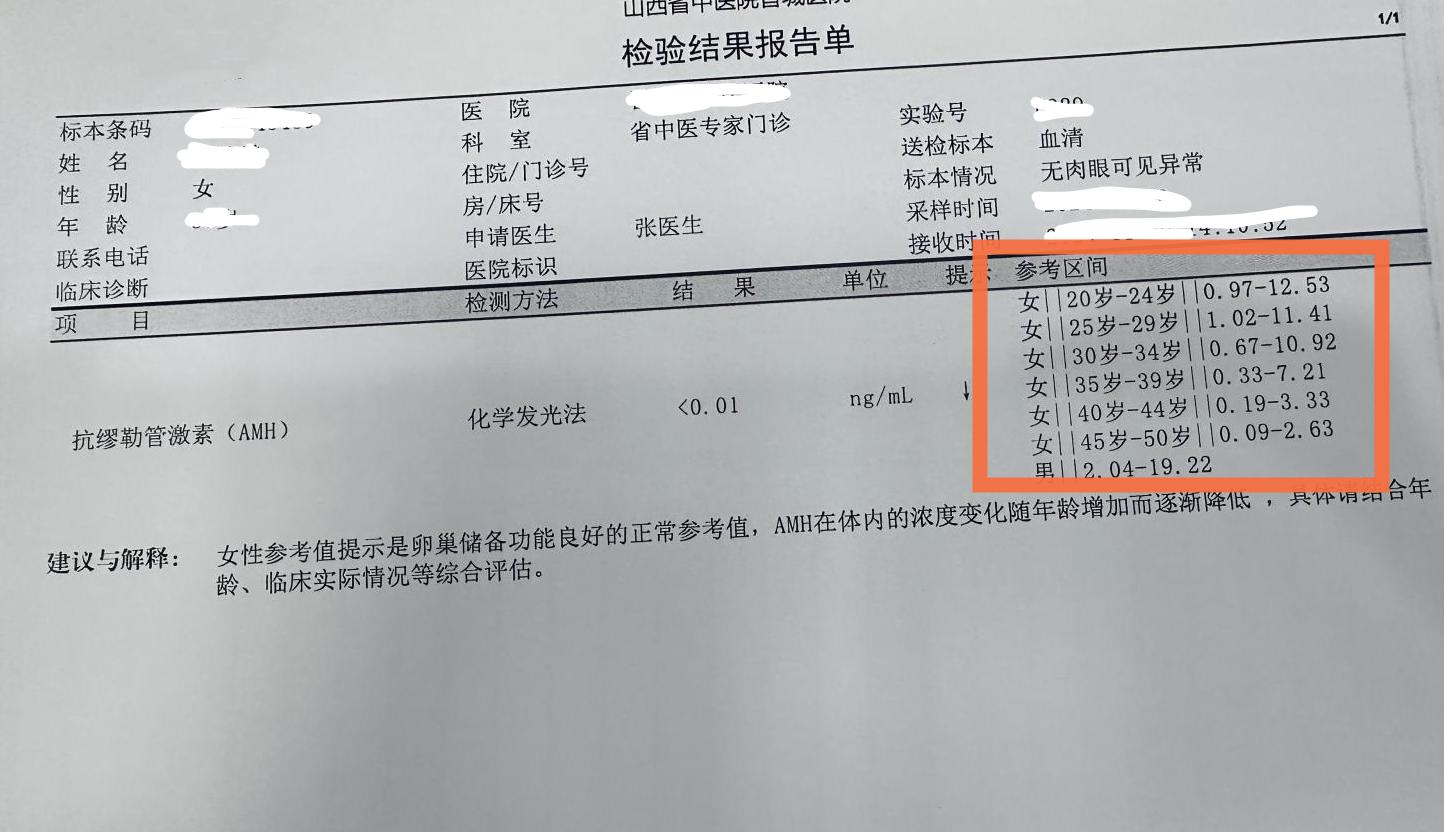 山西省中医院晋城医院
1/1
检验结果报告单
标本条码 医 院 实验号
姓 名 科 室 省中医专家门诊 送检标本 血清
性 别 女 住院/门诊号 标本情况 无肉眼可见异常
年 龄 房/床号 采样时间
联系电话 申请医生 张医生 接收时间
临床诊断 医院标识
项 目 检测方法 结 果 单位 提示 参考区间
女||20岁-24岁||0.97-12.53
女||25岁-29岁||1.02-11.41
女||30岁-34岁||0.67-10.92
女||35岁-39岁||0.33-7.21
抗缪勒管激素(AMH) 化学发光法 <0.01 ng/mL ↓ 女||40岁-44岁||0.19-3.33
女||45岁-50岁||0.09-2.63
男||2.04-19.22
建议与解释: 女性参考值提示是卵巢储备功能良好的正常参考值,AMH在体内的浓度变化随年龄增加而逐渐降低 ,具体请结合年
龄、临床实际情况等综合评估。